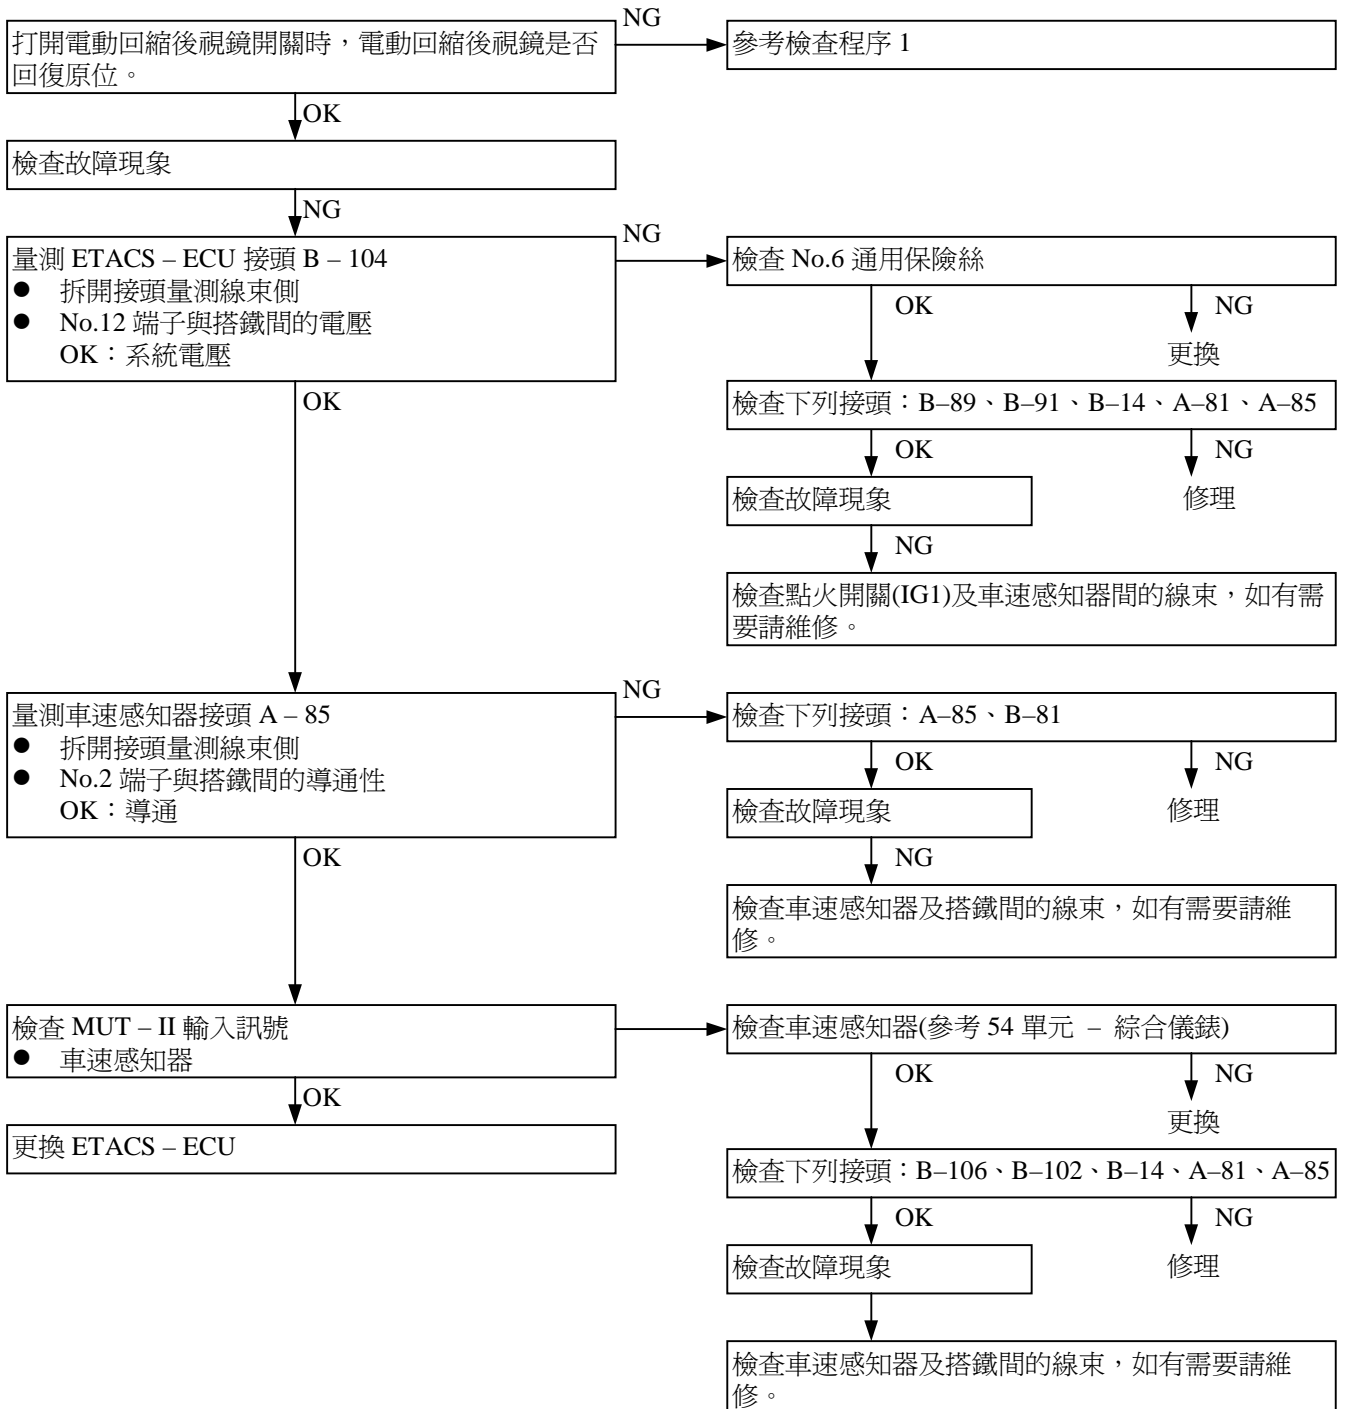 打開電動回縮後視鏡開關時，電動回縮後視鏡是否
回復原位。
NG
參考檢查程序 1
OK
檢查故障現象
NG
量測 ETACS – ECU 接頭 B – 104
● 拆開接頭量測線束側
● No.12 端子與搭鐵間的電壓
OK：系統電壓
NG
檢查 No.6 通用保險絲
OK
NG
更換
檢查下列接頭：B–89、B–91、B–14、A–81、A–85
OK
NG
檢查故障現象
修理
NG
檢查點火開關(IG1)及車速感知器間的線束，如有需
要請維修。
OK
量測車速感知器接頭 A – 85
● 拆開接頭量測線束側
● No.2 端子與搭鐵間的導通性
OK：導通
NG
檢查下列接頭：A–85、B–81
OK
NG
檢查故障現象
修理
NG
檢查車速感知器及搭鐵間的線束，如有需要請維
修。
OK
檢查 MUT – II 輸入訊號
● 車速感知器
檢查車速感知器(參考 54 單元 – 綜合儀錶)
OK
NG
更換
OK
更換 ETACS – ECU
檢查下列接頭：B–106、B–102、B–14、A–81、A–85
OK
NG
檢查故障現象
修理
檢查車速感知器及搭鐵間的線束，如有需要請維
修。